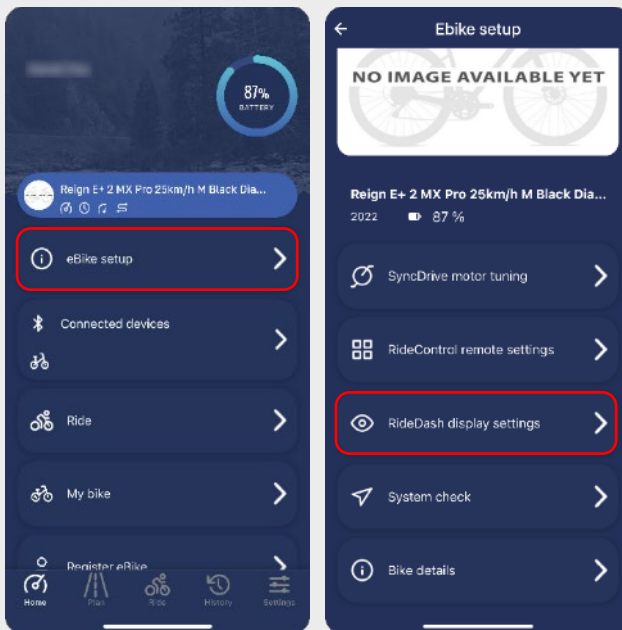 87%
BATTERY
Reign E+ 2 MX Pro 25km/h M Black Dia...
eBike setup
Connected devices
Ride
My bike
Register eBike
Home
Plan
Ride
History
Settings
Ebike setup
NO IMAGE AVAILABLE YET
Reign E+ 2 MX Pro 25km/h M Black Dia...
2022 87 %
SyncDrive motor tuning
RideControl remote settings
RideDash display settings
System check
Bike details